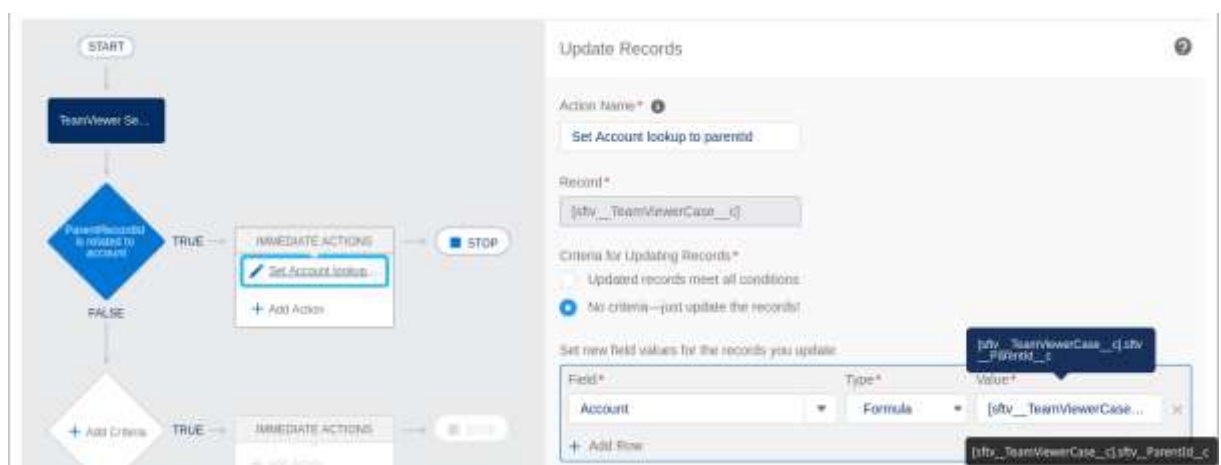 START
Update Records
Action Name*
TeamViewer Se...
Set Account lookup to parentId
Record*
[sftv__TeamViewerCase__c]
ParentRecordId
is related to
account
TRUE
IMMEDIATE ACTIONS
STOP
Set Account lookup...
Criteria for Updating Records*
Updated records meet all conditions
No criteria—just update the records!
+ Add Action
FALSE
Set new field values for the records you update
[sftv__TeamViewerCase__c].sftv
__ParentId__c
Field*
Type*
Value*
Account
Formula
[sftv__TeamViewerCase...
+ Add Criteria
TRUE
IMMEDIATE ACTIONS
+ Add Row
[sftv__TeamViewerCase__c].sftv__ParentId__c